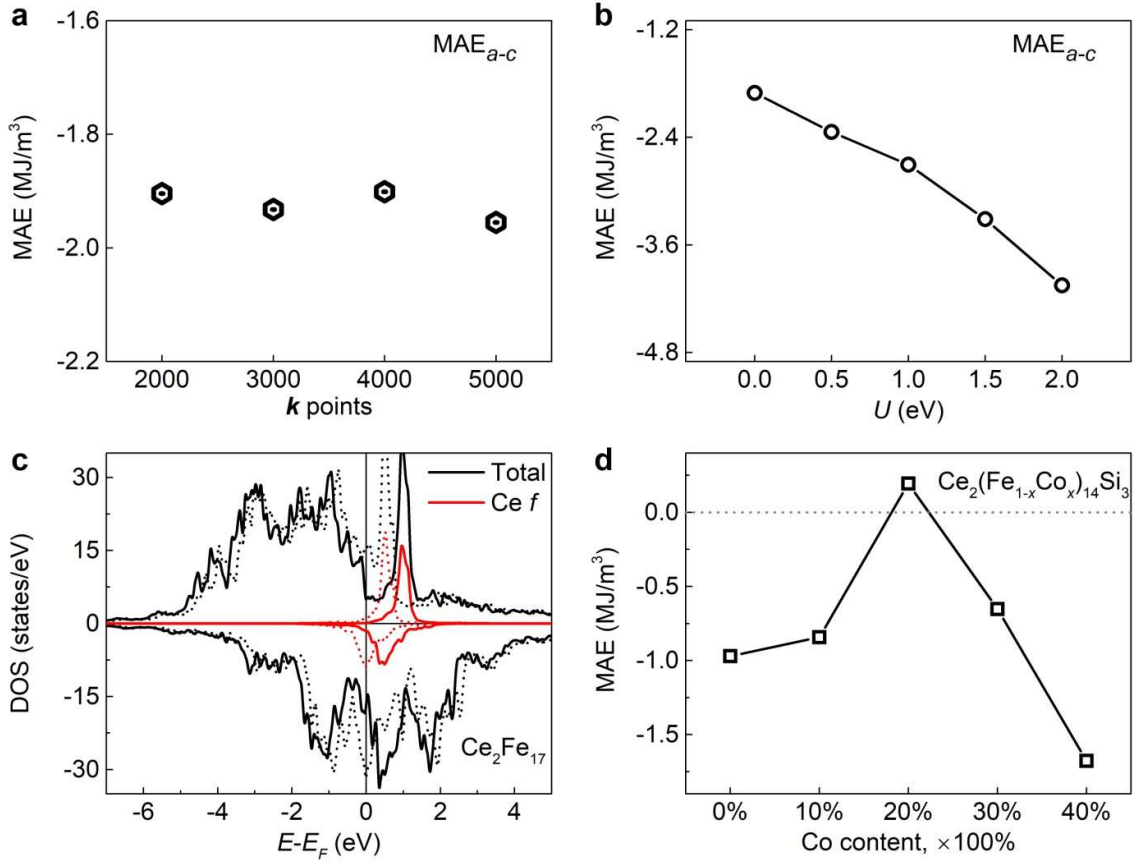 a
-1.6
-1.8
-2.0
-2.2
MAE (MJ/m³)
MAEa-c
2000 3000 4000 5000
k points
b
-1.2
-2.4
-3.6
-4.8
MAE (MJ/m³)
MAEa-c
0.0 0.5 1.0 1.5 2.0
U (eV)
c
30
15
0
-15
-30
DOS (states/eV)
Total
Ce f
Ce₂Fe₁₇
-6 -4 -2 0 2 4
E-EF (eV)
d
0.0
-0.5
-1.0
-1.5
MAE (MJ/m³)
Ce₂(Fe₁₋ₓCoₓ)₁₄Si₃
0% 10% 20% 30% 40%
Co content, ×100%